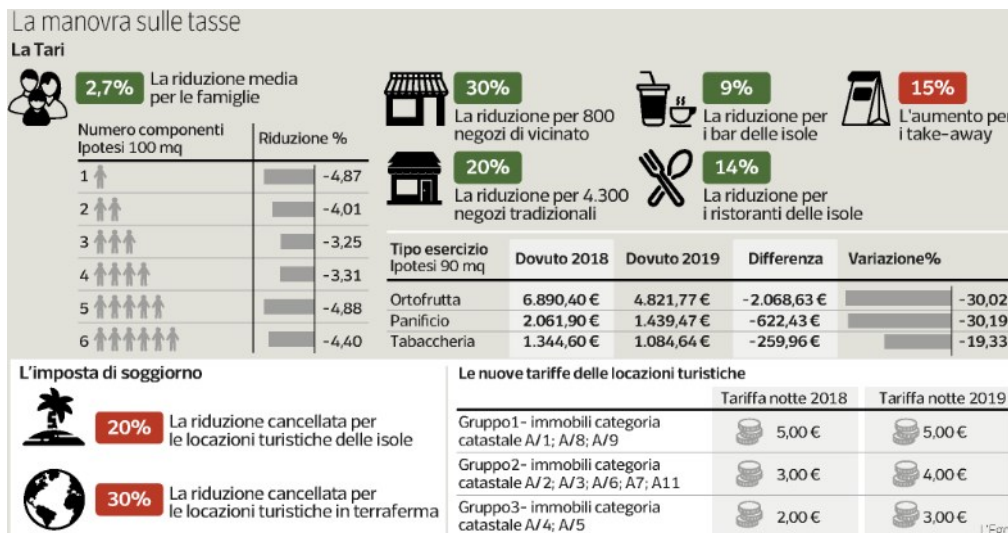 La manovra sulle tasse
La Tari
2,7%
La riduzione media
per le famiglie
Numero componenti
Ipotesi 100 mq
Riduzione %
1 -4,87
2 -4,01
3 -3,25
4 -3,31
5 -4,88
6 -4,40
30%
La riduzione per 800
negozi di vicinato
9%
La riduzione per
i bar delle isole
15%
L'aumento per
i take-away
20%
La riduzione per 4.300
negozi tradizionali
14%
La riduzione per
i ristoranti delle isole
Tipo esercizio
Ipotesi 90 mq
Dovuto 2018 Dovuto 2019 Differenza Variazione%
Ortofrutta 6.890,40 € 4.821,77 € -2.068,63 € -30,02
Panificio 2.061,90 € 1.439,47 € -622,43 € -30,19
Tabaccheria 1.344,60 € 1.084,64 € -259,96 € -19,33
L'imposta di soggiorno
20%
La riduzione cancellata per
le locazioni turistiche delle isole
30%
La riduzione cancellata per
le locazioni turistiche in terraferma
Le nuove tariffe delle locazioni turistiche
Tariffa notte 2018 Tariffa notte 2019
Gruppo1- immobili categoria
catastale A/1; A/8; A/9
5,00 € 5,00 €
Gruppo2- immobili categoria
catastale A/2; A/3; A/6; A7; A11
3,00 € 4,00 €
Gruppo3- immobili categoria
catastale A/4; A/5
2,00 € 3,00 €